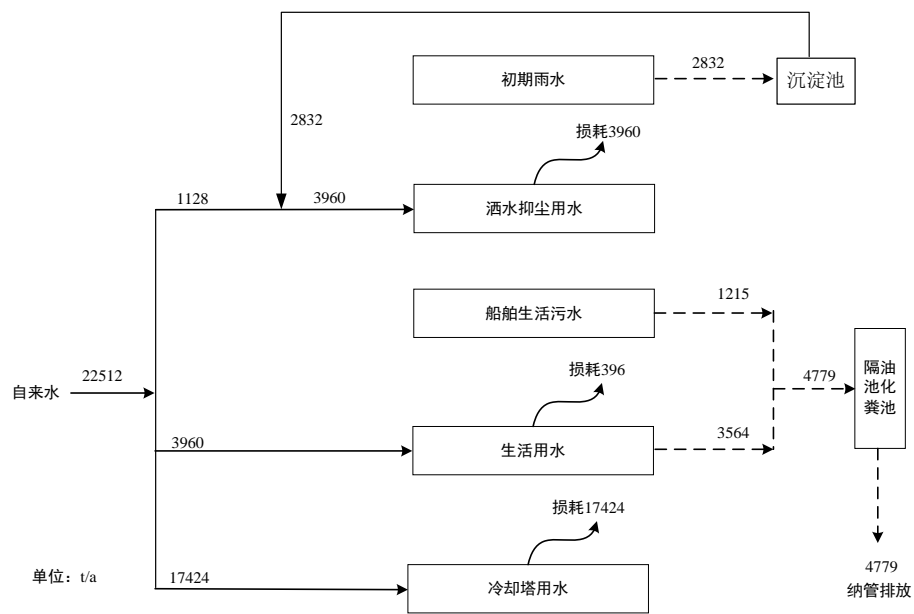 初期雨水
2832
沉淀池
2832
损耗3960
1128
3960
洒水抑尘用水
船舶生活污水
1215
自来水
22512
损耗396
4779
隔油
池化
粪池
3960
生活用水
3564
损耗17424
单位：t/a
17424
冷却塔用水
4779
纳管排放